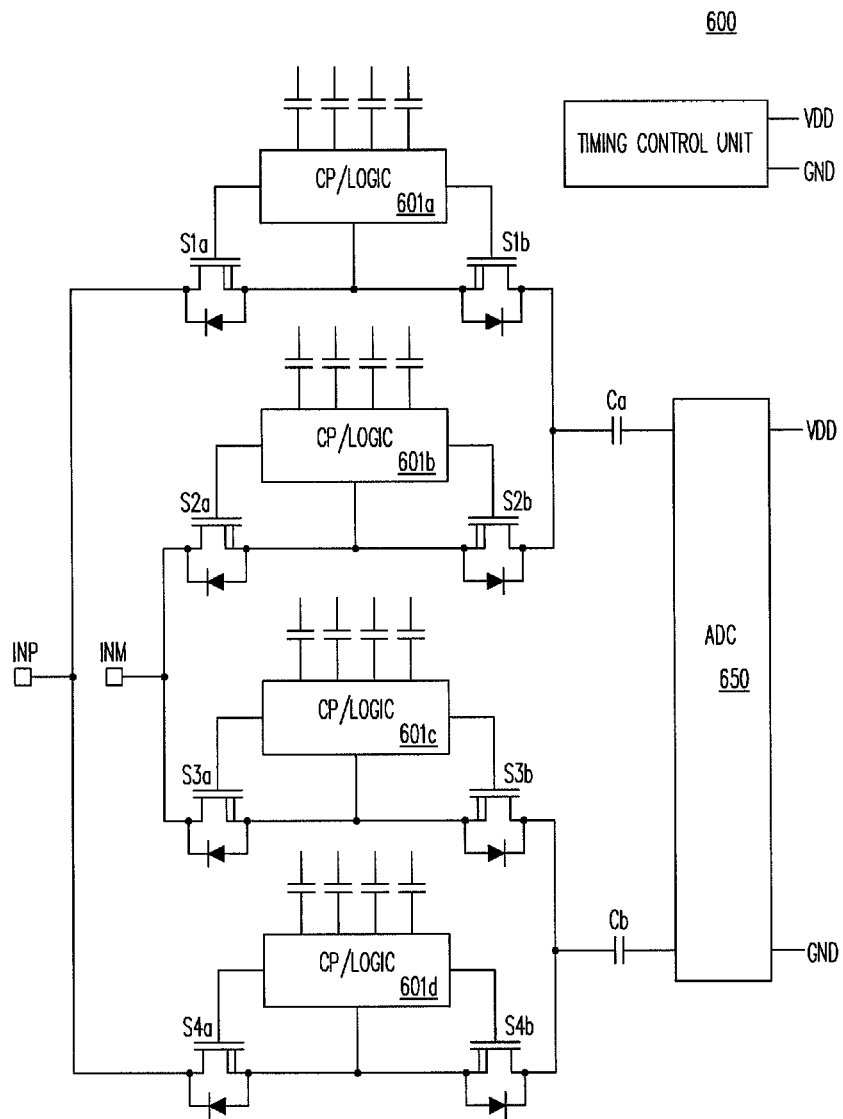 600
TIMING CONTROL UNIT
VDD
GND
CP/LOGIC
601a
S1a
S1b
CP/LOGIC
601b
S2a
S2b
Ca
VDD
INP
INM
CP/LOGIC
601c
S3a
S3b
ADC
650
CP/LOGIC
601d
S4a
S4b
Cb
GND